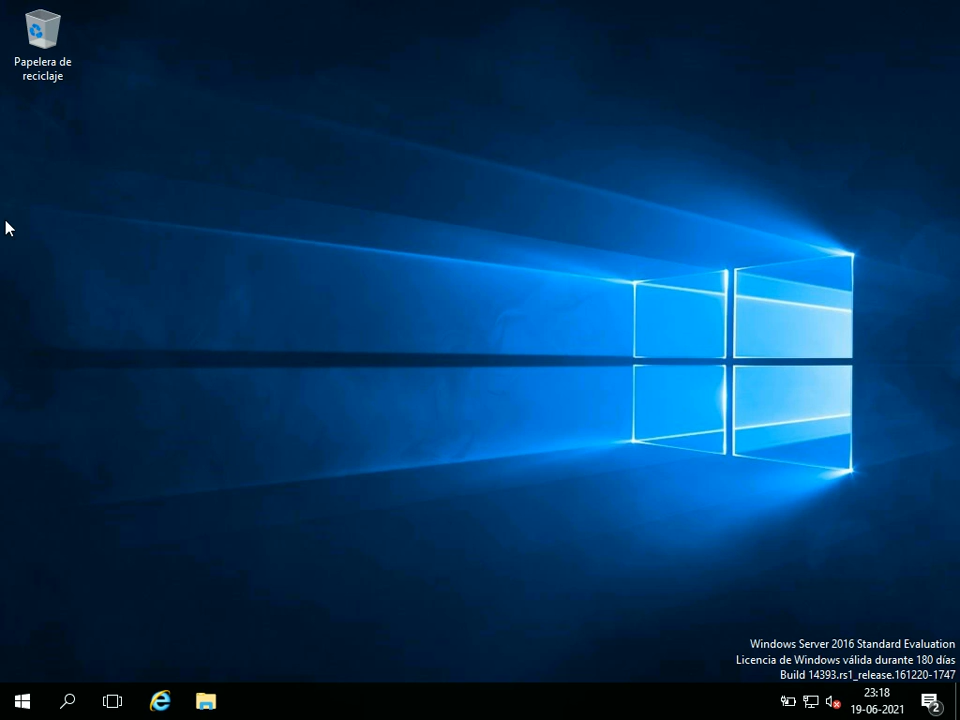 Papelera de
reciclaje
Windows Server 2016 Standard Evaluation
Licencia de Windows válida durante 180 días
Build 14393.rs1_release.161220-1747
23:18
19-06-2021
2